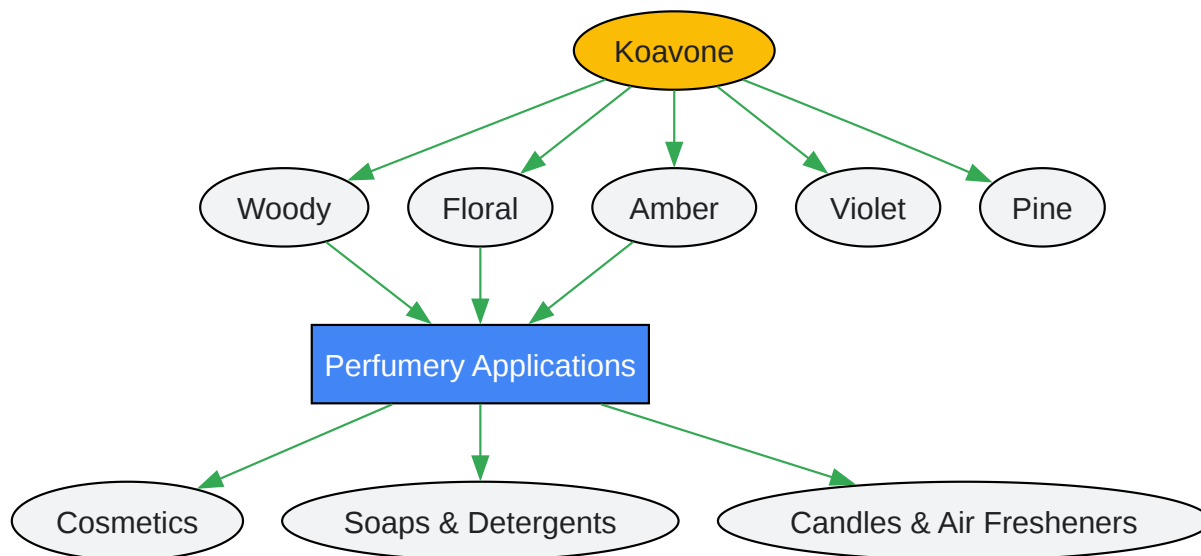 Koavone
Woody
Floral
Amber
Violet
Pine
Perfumery Applications
Cosmetics
Soaps & Detergents
Candles & Air Fresheners